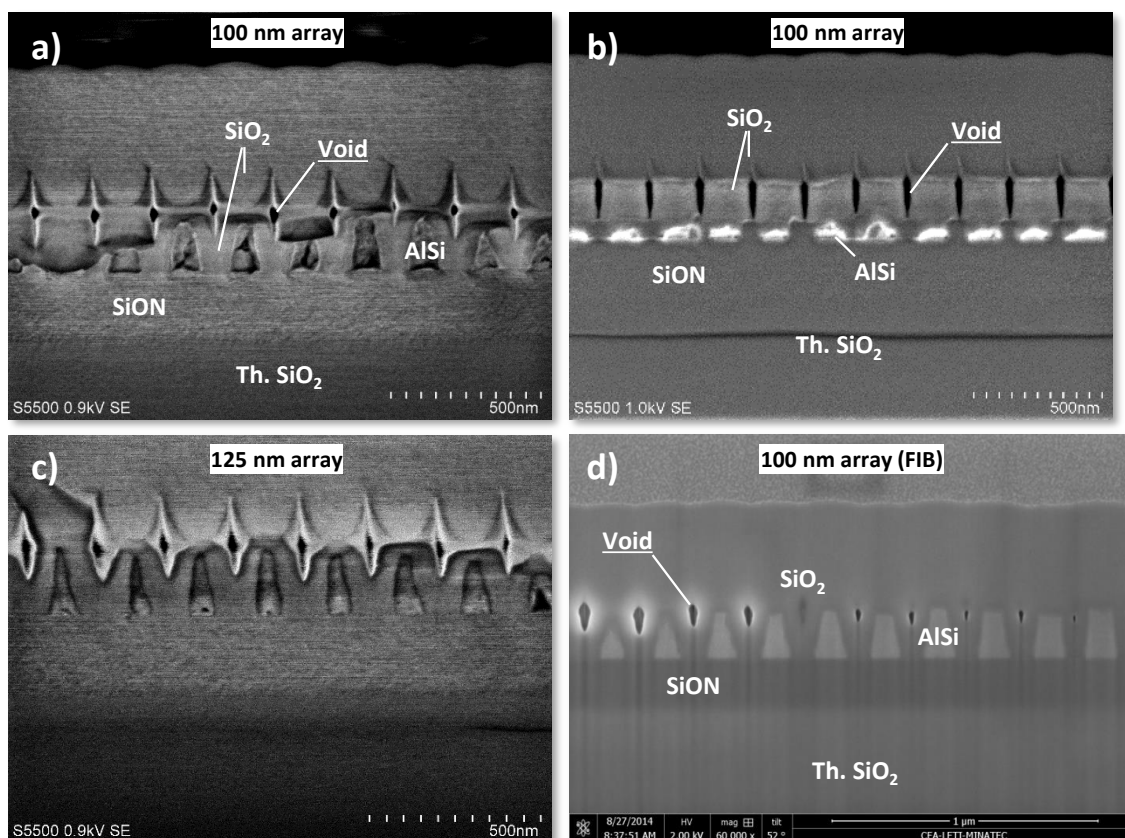 a)
100 nm array
SiO₂
Void
AlSi
SiON
Th. SiO₂
S5500 0.9kV SE
500nm
b)
100 nm array
SiO₂
Void
SiON
AlSi
Th. SiO₂
S5500 1.0kV SE
500nm
c)
125 nm array
S5500 0.9kV SE
500nm
d)
100 nm array (FIB)
Void
SiO₂
AlSi
SiON
Th. SiO₂
8/27/2014 HV mag tilt 1 µm
8:37:51 AM 2.00 kV 60 000 x 52 ° CEA-LETI-MINATEC